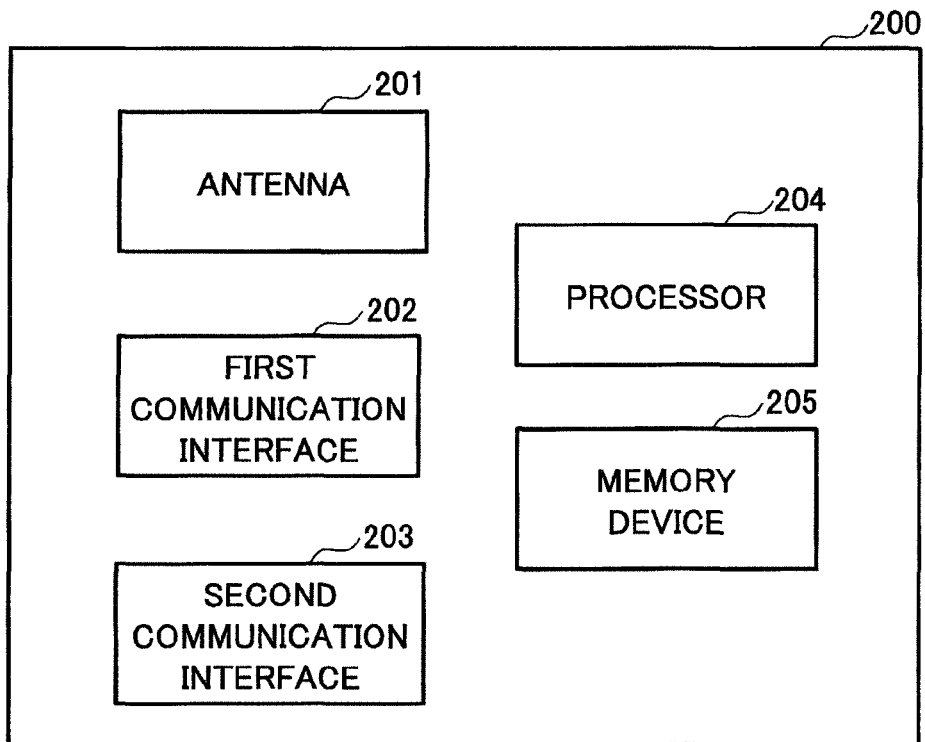 200
201
ANTENNA
204
PROCESSOR
202
FIRST
COMMUNICATION
INTERFACE
205
MEMORY
DEVICE
203
SECOND
COMMUNICATION
INTERFACE